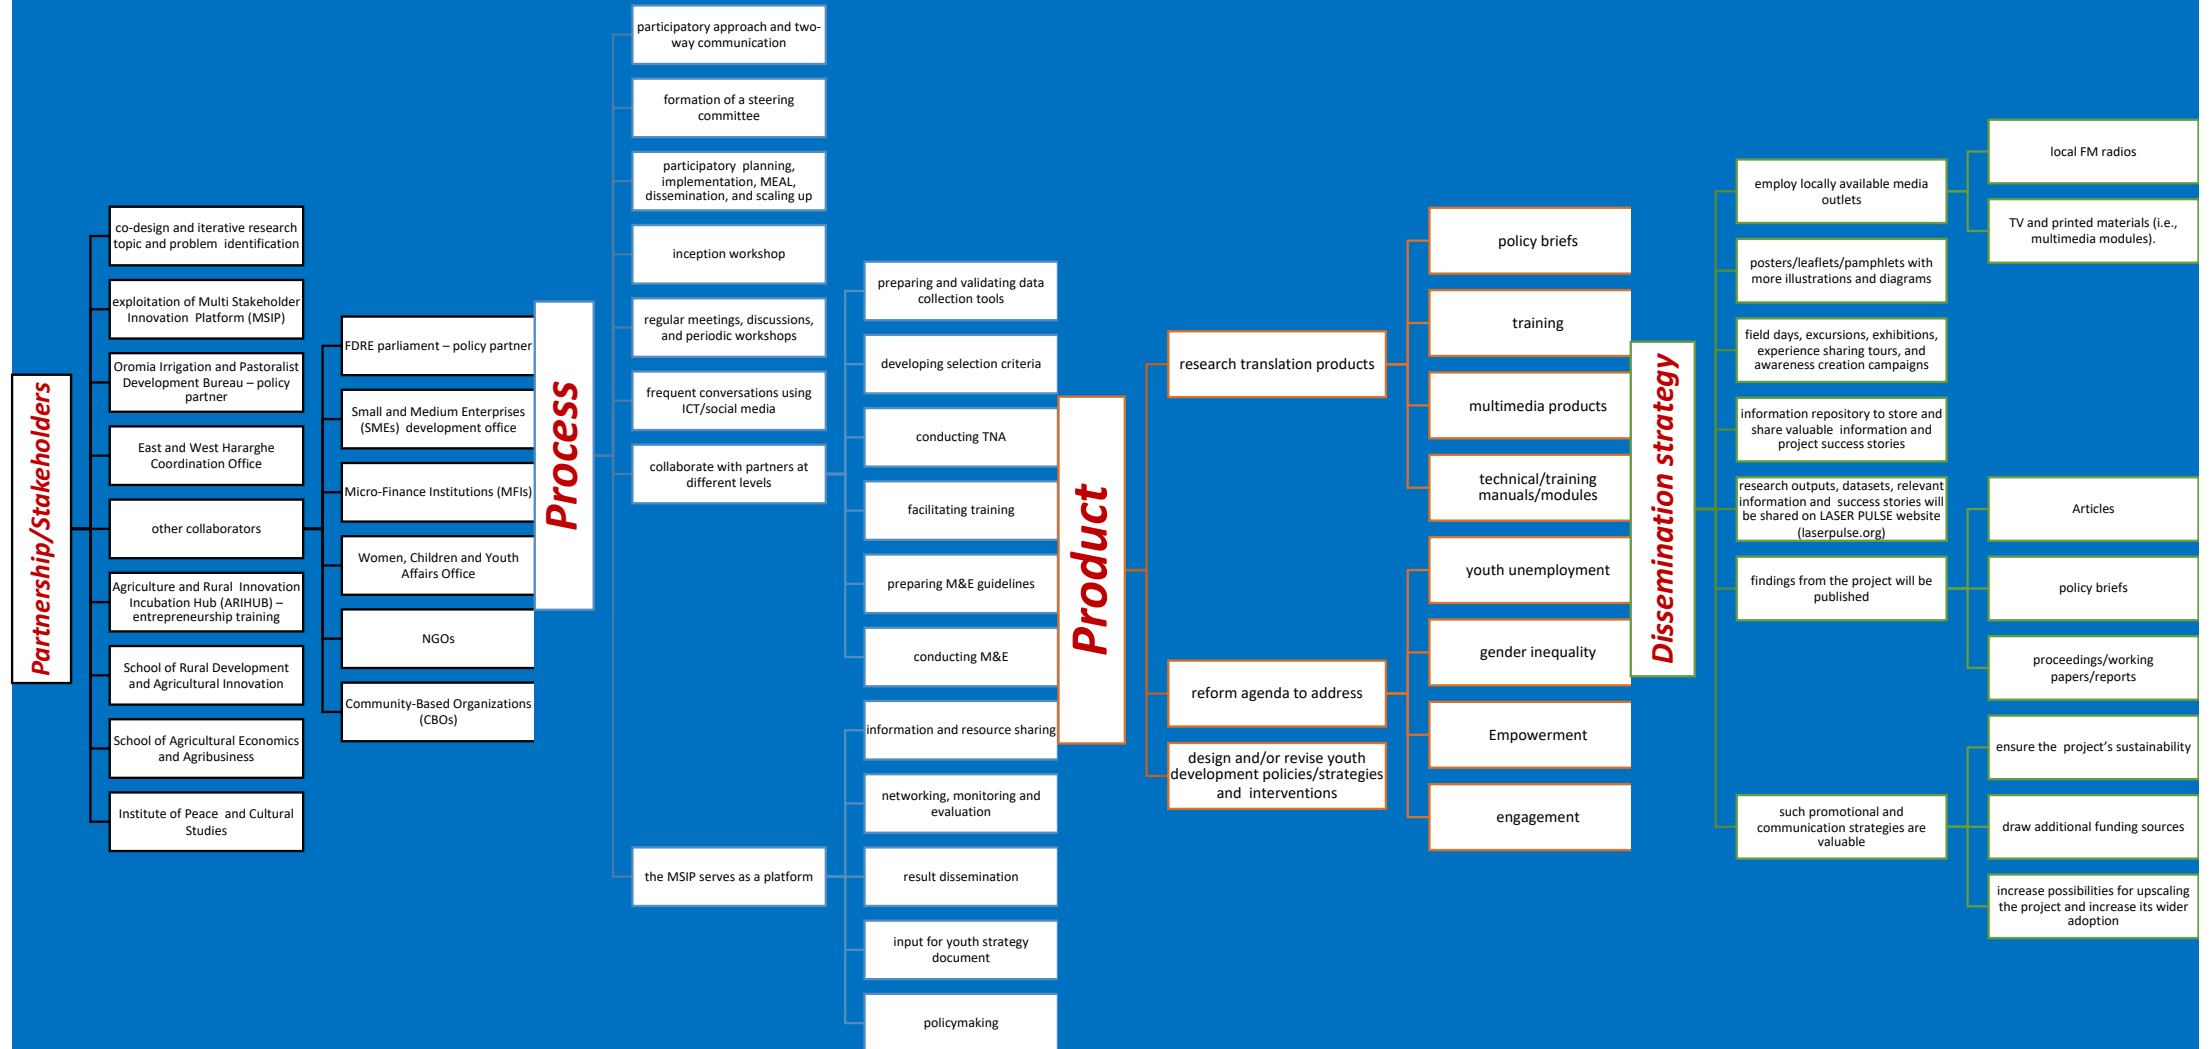 Partnership/Stakeholders
co-design and iterative research
topic and problem identification
exploitation of Multi Stakeholder
Innovation Platform (MSIP)
Oromia Irrigation and Pastoralist
Development Bureau – policy
partner
East and West Hararghe
Coordination Office
other collaborators
Agriculture and Rural Innovation
Incubation Hub (ARIHUB) –
entrepreneurship training
School of Rural Development
and Agricultural Innovation
School of Agricultural Economics
and Agribusiness
Institute of Peace and Cultural
Studies
FDRE parliament – policy partner
Small and Medium Enterprises
(SMEs) development office
Micro-Finance Institutions (MFIs)
Women, Children and Youth
Affairs Office
NGOs
Community-Based Organizations
(CBOs)
Process
participatory approach and two-
way communication
formation of a steering
committee
participatory planning,
implementation, MEAL,
dissemination, and scaling up
inception workshop
regular meetings, discussions,
and periodic workshops
frequent conversations using
ICT/social media
collaborate with partners at
different levels
the MSIP serves as a platform
preparing and validating data
collection tools
developing selection criteria
conducting TNA
facilitating training
preparing M&E guidelines
conducting M&E
information and resource sharing
networking, monitoring and
evaluation
result dissemination
input for youth strategy
document
policymaking
Product
research translation products
reform agenda to address
design and/or revise youth
development policies/strategies
and interventions
policy briefs
training
multimedia products
technical/training
manuals/modules
youth unemployment
gender inequality
Empowerment
engagement
Dissemination strategy
employ locally available media
outlets
posters/leaflets/pamphlets with
more illustrations and diagrams
field days, excursions, exhibitions,
experience sharing tours, and
awareness creation campaigns
information repository to store and
share valuable information and
project success stories
research outputs, datasets, relevant
information and success stories will
be shared on LASER PULSE website
(laserpulse.org)
findings from the project will be
published
such promotional and
communication strategies are
valuable
local FM radios
TV and printed materials (i.e.,
multimedia modules).
Articles
policy briefs
proceedings/working
papers/reports
ensure the project’s sustainability
draw additional funding sources
increase possibilities for upscaling
the project and increase its wider
adoption